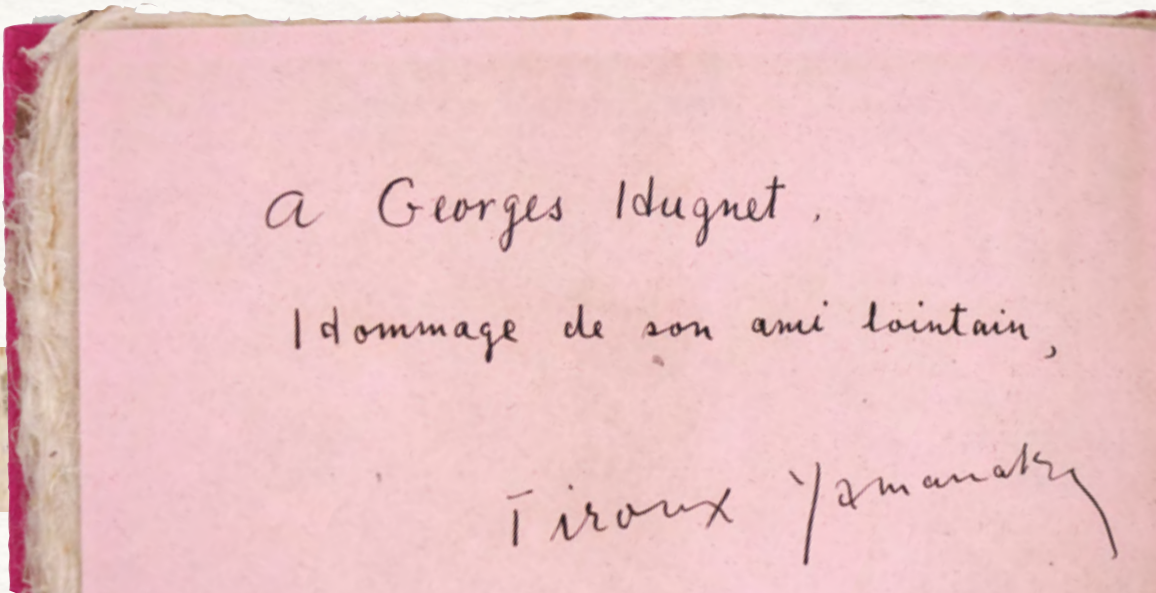 a Georges Hugnet.
Hommage de son ami lointain,
Tiroux Yamanaka